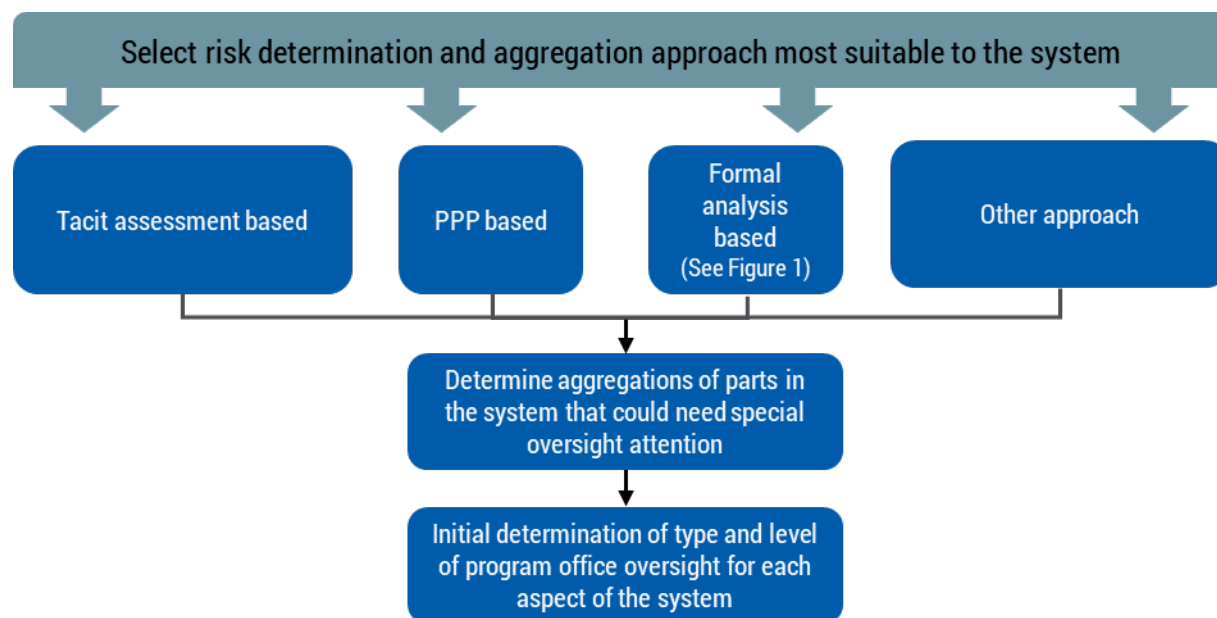 Select risk determination and aggregation approach most suitable to the system
Tacit assessment based
PPP based
Formal
analysis
based
(See Figure 1)
Other approach
Determine aggregations of parts in
the system that could need special
oversight attention
Initial determination of type and level
of program office oversight for each
aspect of the system